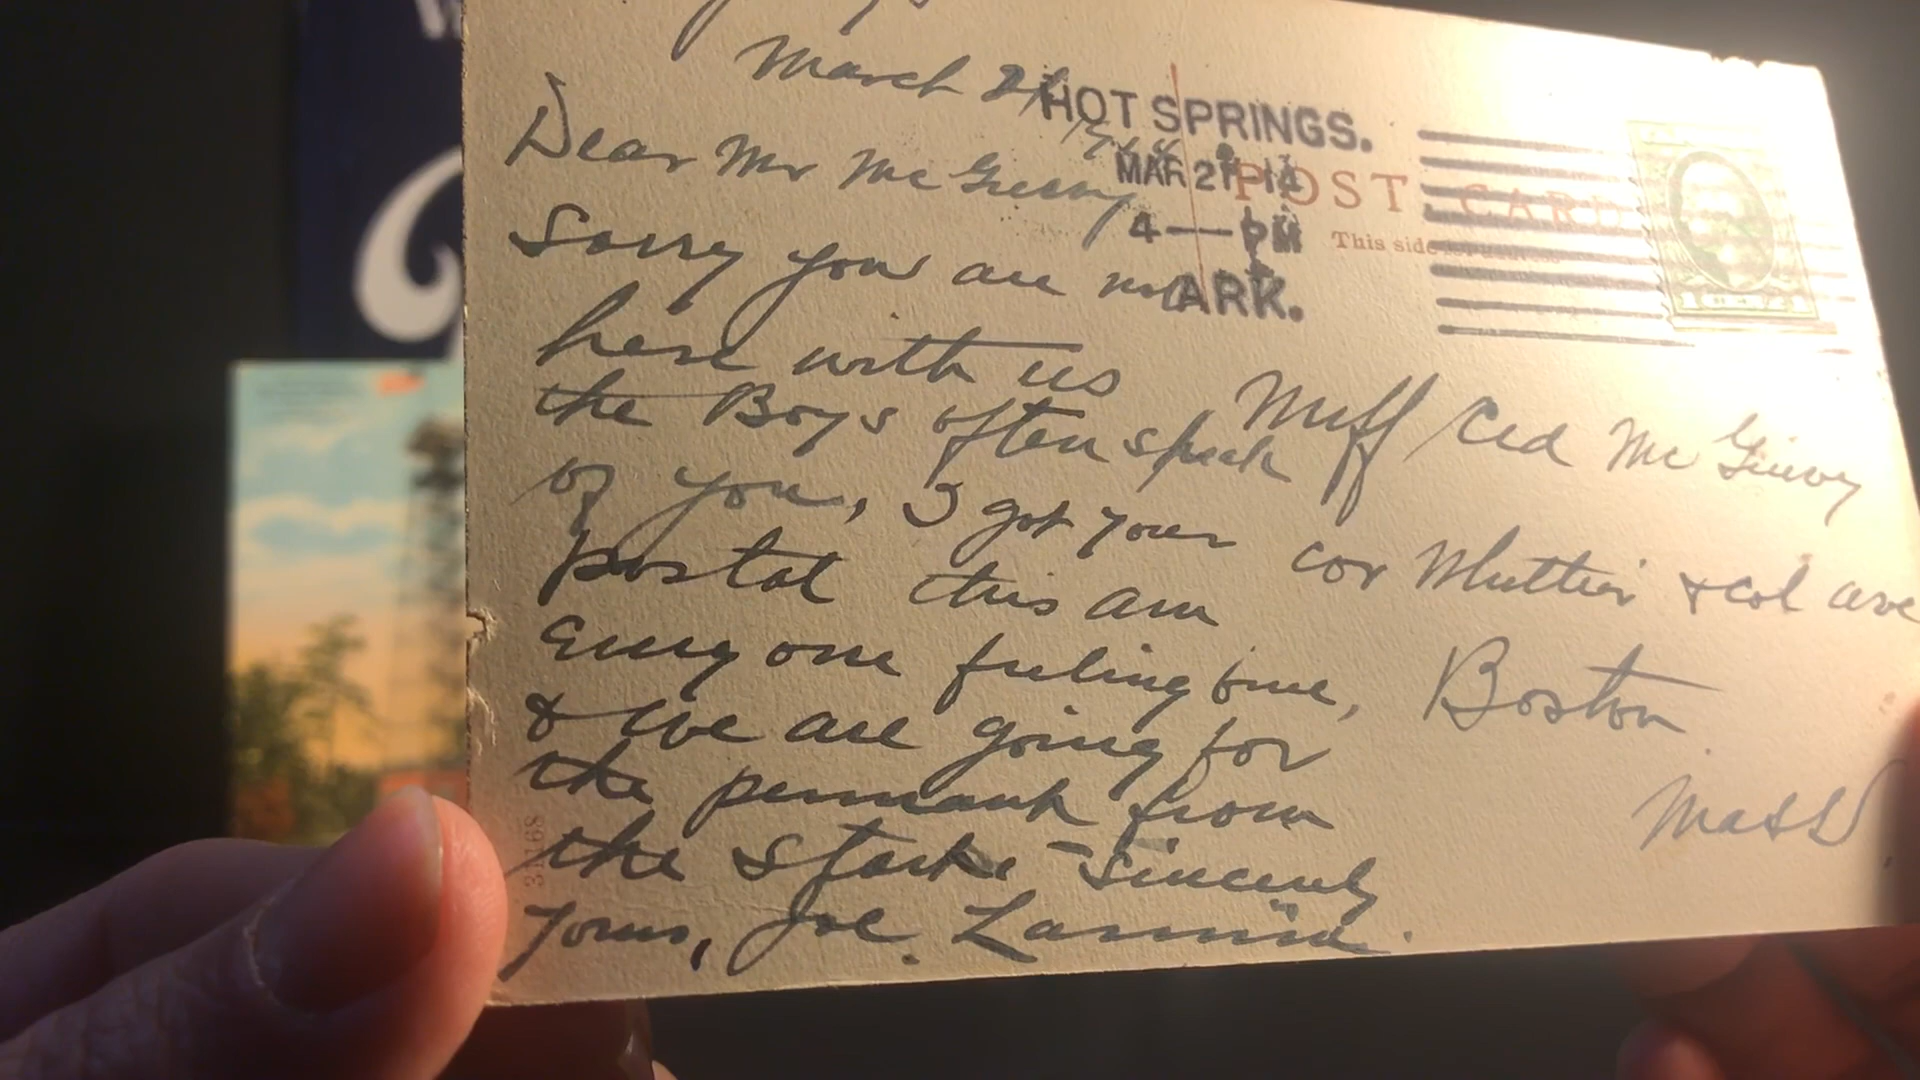 March
HOT SPRINGS.
MAR 21 14
4 — PM
ARK.
POST CARD
This side
Dear Mr McGreevy
Sorry you are not
here with us
the Boys often speak
of you, I got your
postal this am
Every one feeling fine,
& we are going for
the pennant from
the start - Sincerely
yours, Joe. Lannin.
Nuff Ced McGreevy
cor Whittier & Col ave
Boston
Mass